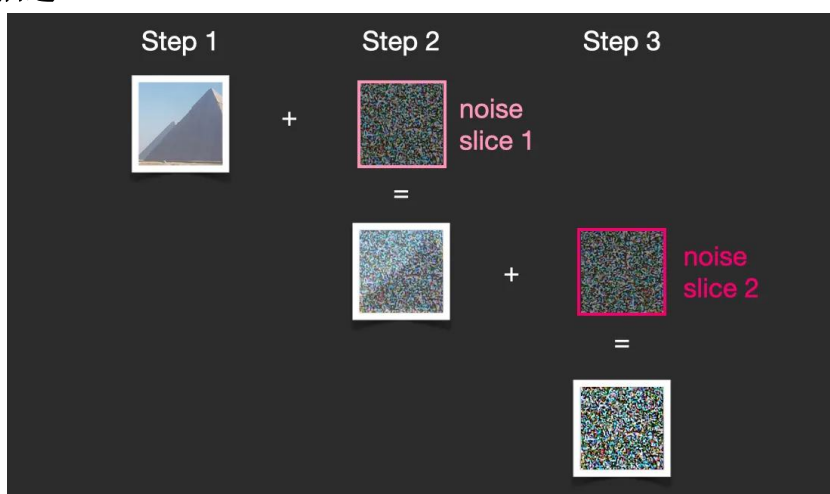 Step 1 Step 2 Step 3
+
noise
slice 1
=
+
noise
slice 2
=